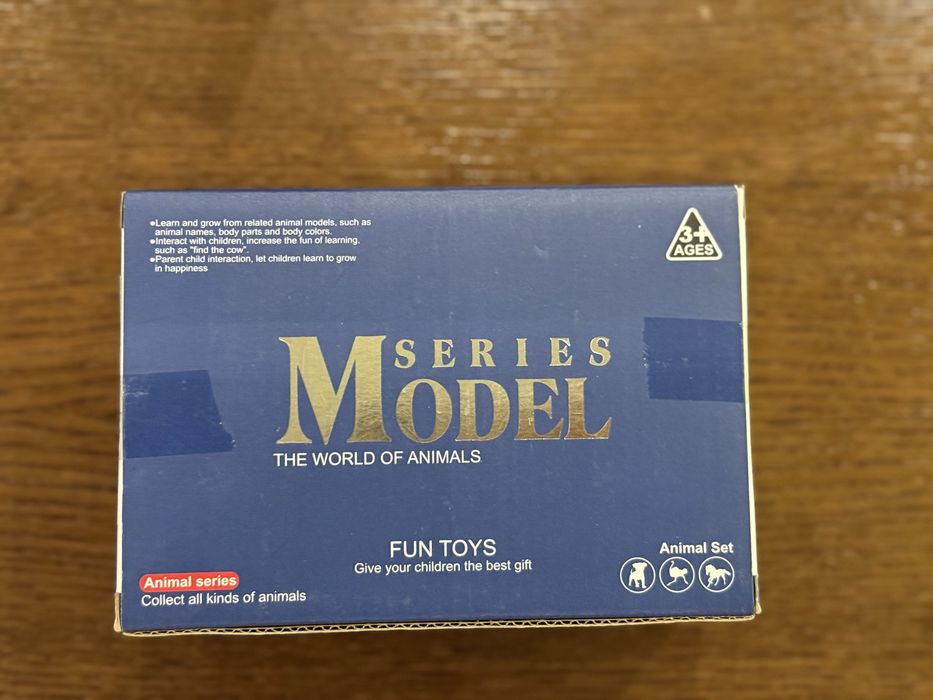 •Learn and grow from related animal models, such as
animal names, body parts and body colors.
•Interact with children, increase the fun of learning.
such as "find the cow".
•Parent child interaction, let children learn to grow
in happiness
3+
AGES
SERIES
MODEL
THE WORLD OF ANIMALS
FUN TOYS
Give your children the best gift
Animal series
Collect all kinds of animals
Animal Set